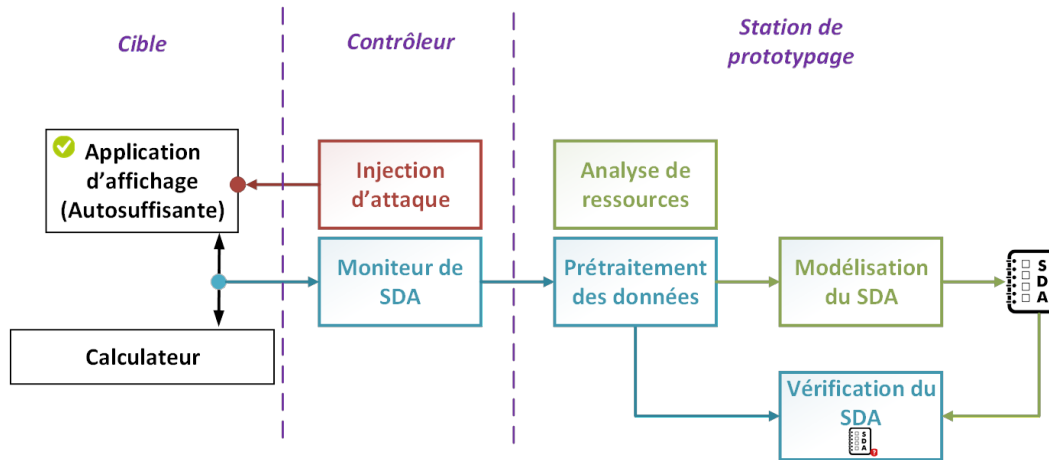 Cible
Contrôleur
Station de
prototypage
Application
d'affichage
(Autosuffisante)
Injection
d'attaque
Analyse de
ressources
Moniteur de
SDA
Prétraitement
des données
Modélisation
du SDA
S
D
A
Calculateur
Vérification du
SDA
S
D
A
?